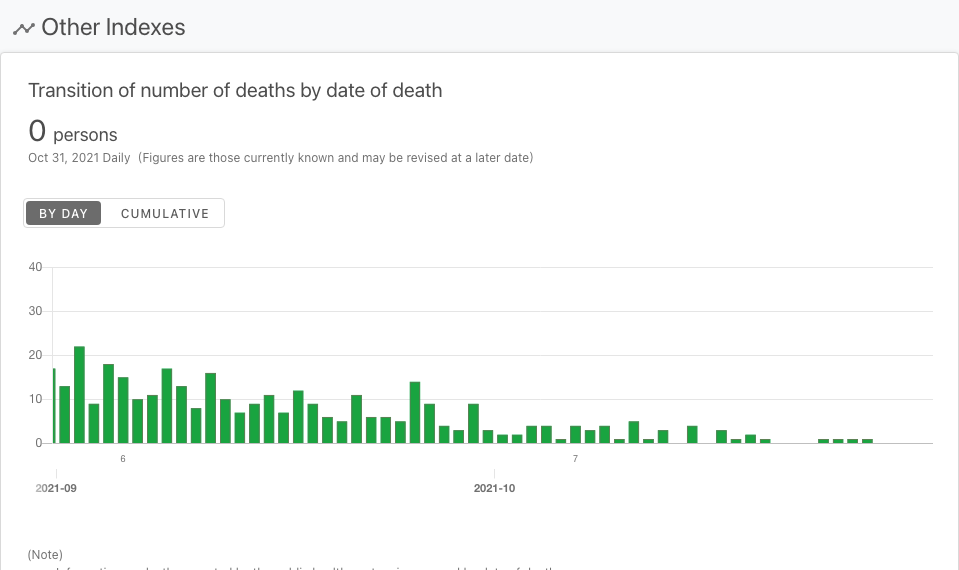 Other Indexes
Transition of number of deaths by date of death
0 persons
Oct 31, 2021 Daily (Figures are those currently known and may be revised at a later date)
BY DAY CUMULATIVE
40
30
20
10
0
6 7
2021-09 2021-10
(Note)